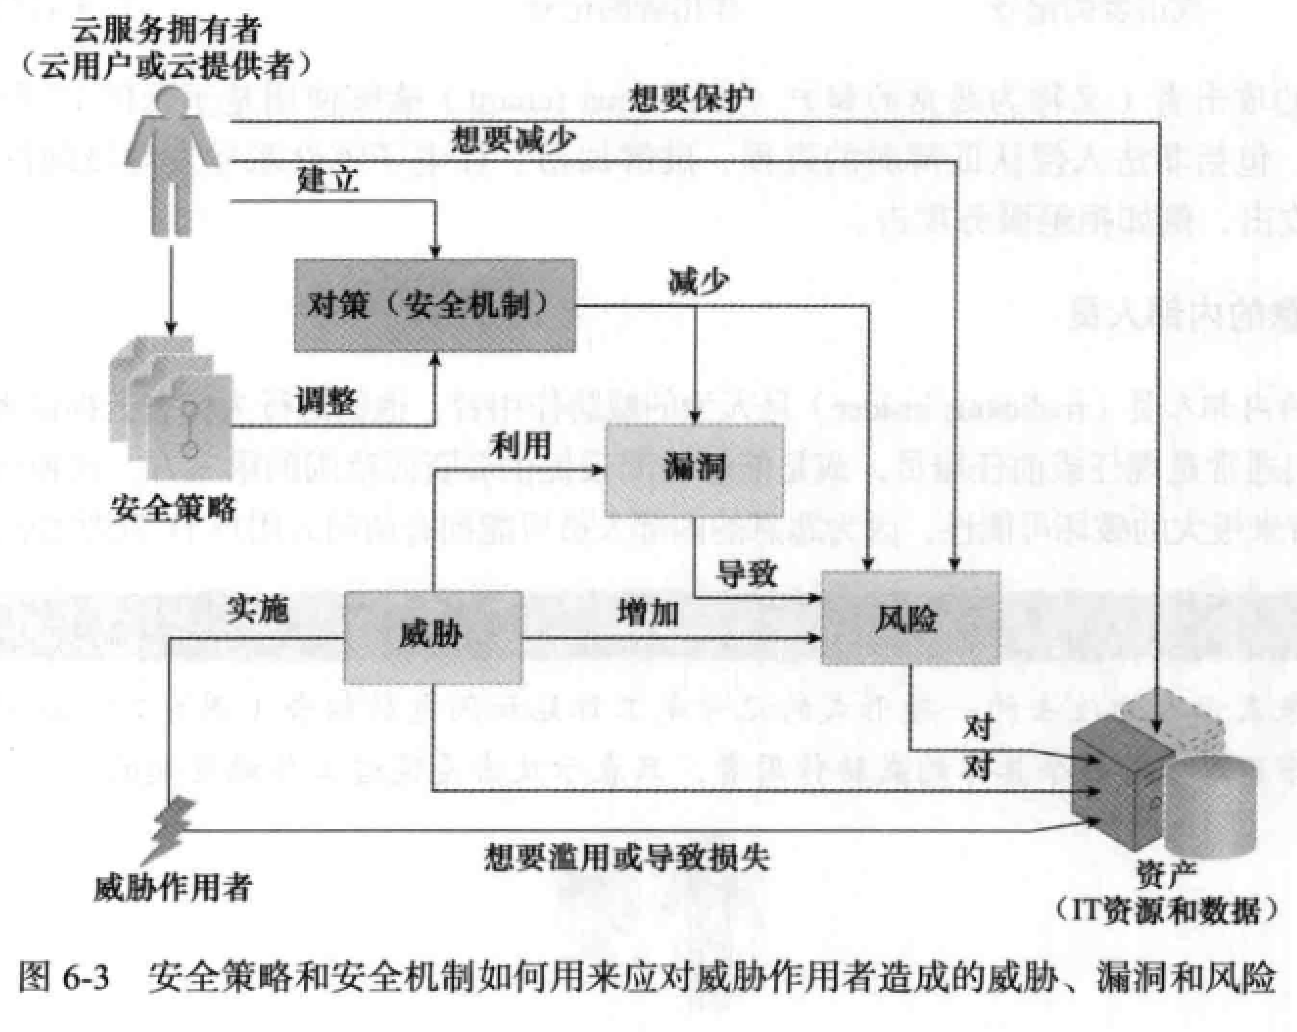 云服务拥有者
（云用户或云提供者）
想要保护
想要减少
建立
对策（安全机制）
减少
调整
利用
漏洞
安全策略
导致
实施
威胁
增加
风险
对
对
想要滥用或导致损失
威胁作用者
资产
（IT资源和数据）
图 6-3 安全策略和安全机制如何用来应对威胁作用者造成的威胁、漏洞和风险